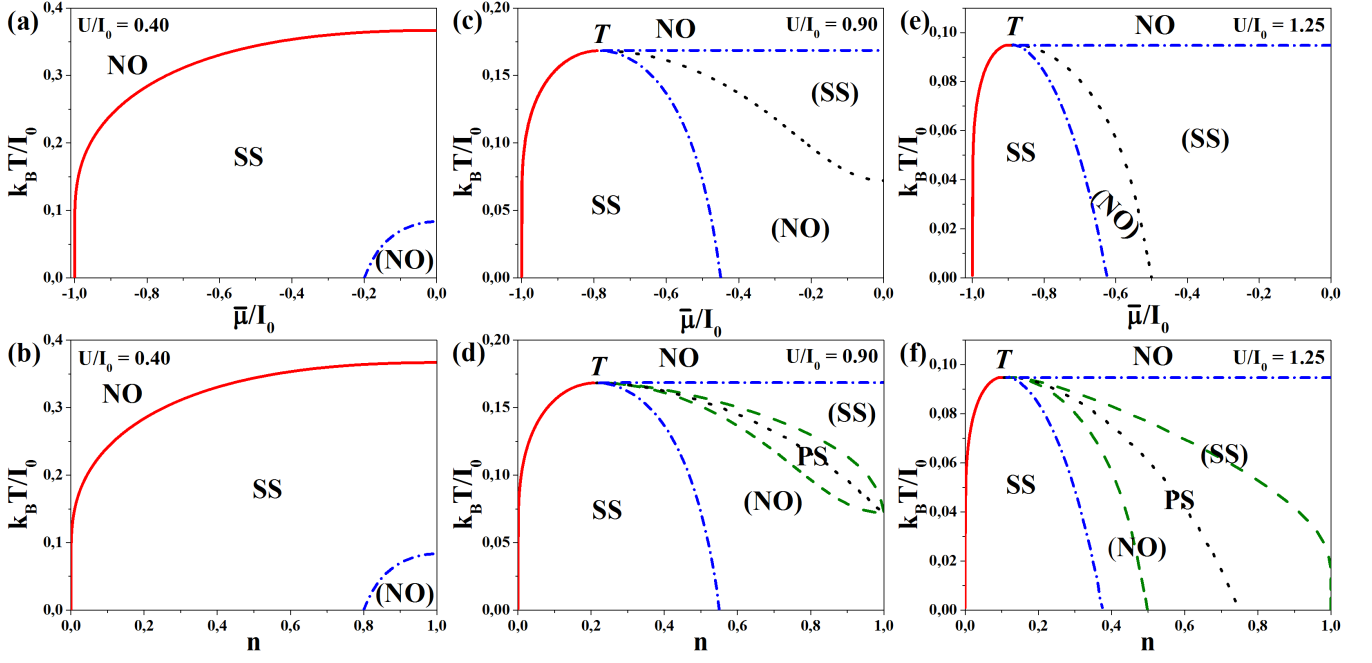 (a)
U/I₀ = 0.40
NO
SS
(NO)
k_B T/I₀
0,4
0,3
0,2
0,1
0,0
-1,0 -0,8 -0,6 -0,4 -0,2 0,0
μ̄/I₀
(c)
T
NO
U/I₀ = 0.90
(SS)
SS
(NO)
k_B T/I₀
0,20
0,15
0,10
0,05
0,00
-1,0 -0,8 -0,6 -0,4 -0,2 0,0
μ̄/I₀
(e)
NO
U/I₀ = 1.25
T
SS
(SS)
(NO)
k_B T/I₀
0,10
0,08
0,06
0,04
0,02
0,00
-1,0 -0,8 -0,6 -0,4 -0,2 0,0
μ̄/I₀
(b)
U/I₀ = 0.40
NO
SS
(NO)
k_B T/I₀
0,4
0,3
0,2
0,1
0,0
0,0 0,2 0,4 0,6 0,8 1,0
n
(d)
T
NO
U/I₀ = 0.90
(SS)
PS
SS
(NO)
k_B T/I₀
0,20
0,15
0,10
0,05
0,00
0,0 0,2 0,4 0,6 0,8 1,0
n
(f)
NO
U/I₀ = 1.25
T
(SS)
SS
PS
(NO)
k_B T/I₀
0,10
0,08
0,06
0,04
0,02
0,00
0,0 0,2 0,4 0,6 0,8 1,0
n